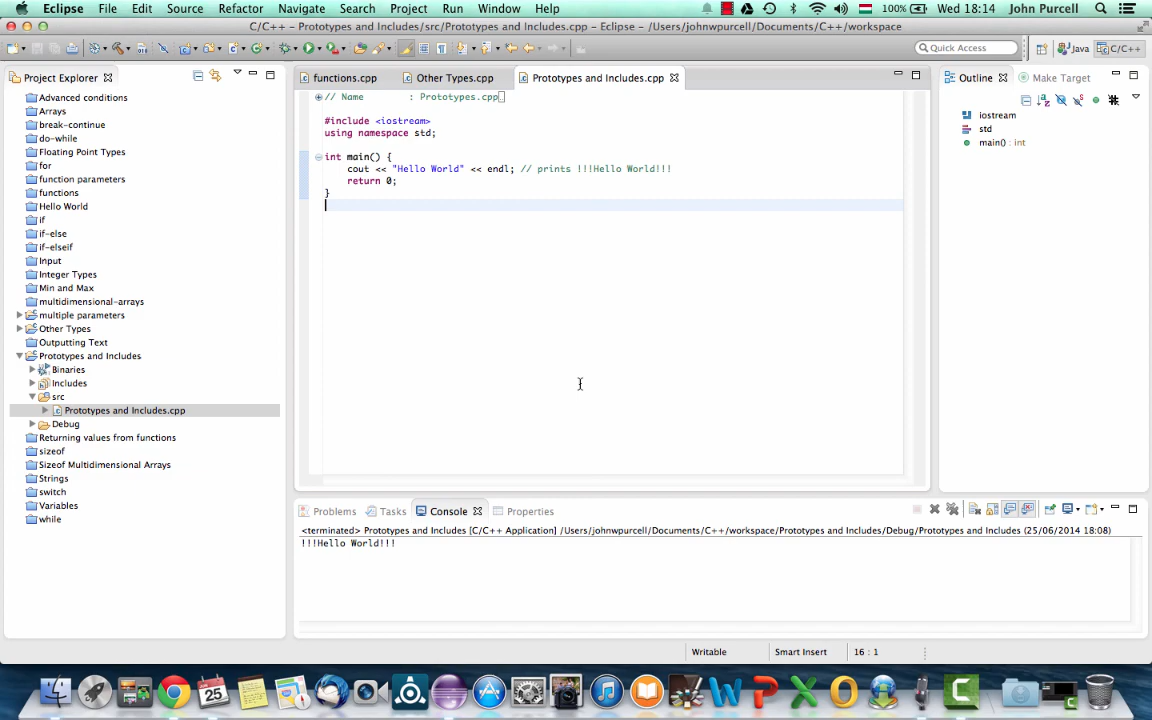 Eclipse File Edit Source Refactor Navigate Search Project Run Window Help 100% Wed 18:14 John Purcell
C/C++ - Prototypes and Includes/src/Prototypes and Includes.cpp - Eclipse - /Users/johnwpurcell/Documents/C++/workspace
Quick Access Java C/C++
Project Explorer
Advanced conditions
Arrays
break-continue
do-while
Floating Point Types
for
function parameters
functions
Hello World
if
if-else
if-elseif
Input
Integer Types
Min and Max
multidimensional-arrays
multiple parameters
Other Types
Outputting Text
Prototypes and Includes
Binaries
Includes
src
Prototypes and Includes.cpp
Debug
Returning values from functions
sizeof
Sizeof Multidimensional Arrays
Strings
switch
Variables
while
functions.cpp Other Types.cpp Prototypes and Includes.cpp
// Name : Prototypes.cpp
#include <iostream>
using namespace std;
int main() {
cout << "Hello World" << endl; // prints !!!Hello World!!!
return 0;
}
Outline Make Target
iostream
std
main() : int
Problems Tasks Console Properties
<terminated> Prototypes and Includes [C/C++ Application] /Users/johnwpurcell/Documents/C++/workspace/Prototypes and Includes/Debug/Prototypes and Includes (25/06/2014 18:08)
!!!Hello World!!!
Writable Smart Insert 16 : 1
25